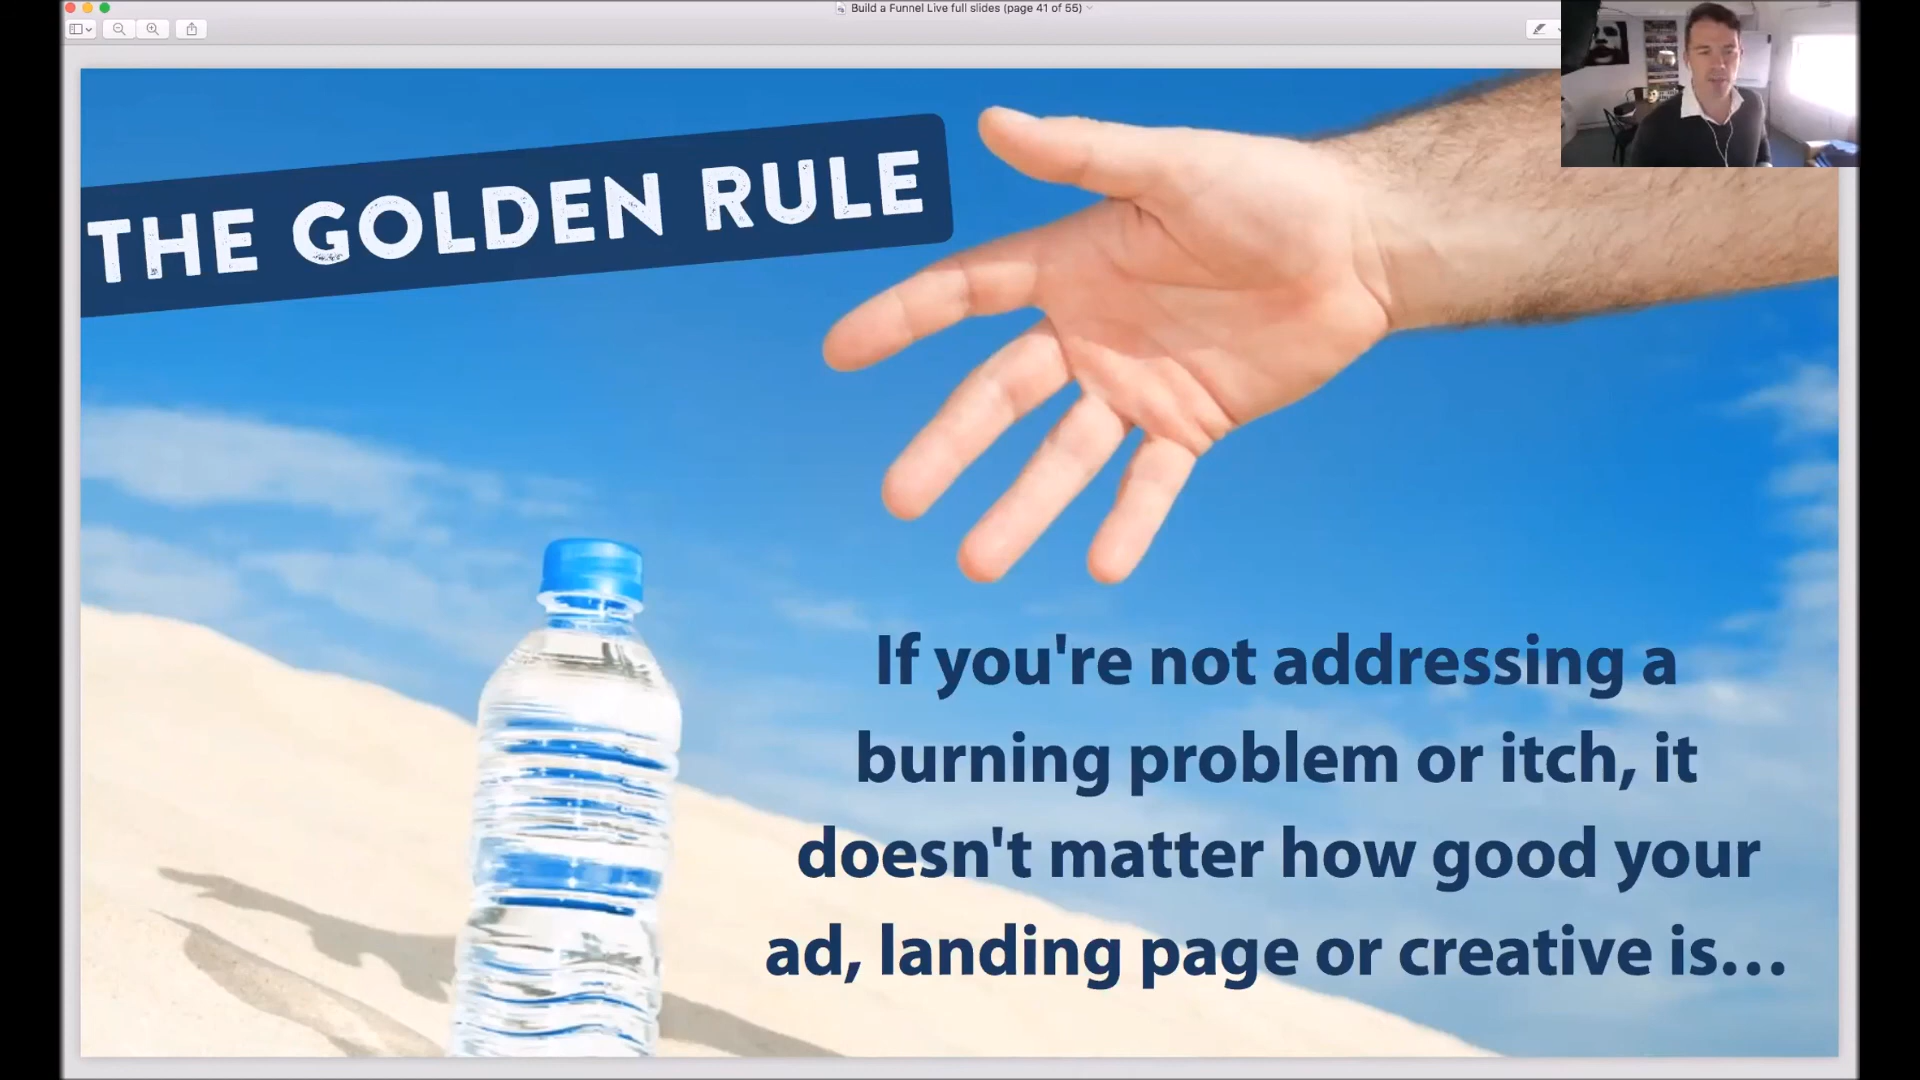 Build a Funnel Live full slides (page 41 of 55)
THE GOLDEN RULE
If you're not addressing a
burning problem or itch, it
doesn't matter how good your
ad, landing page or creative is...